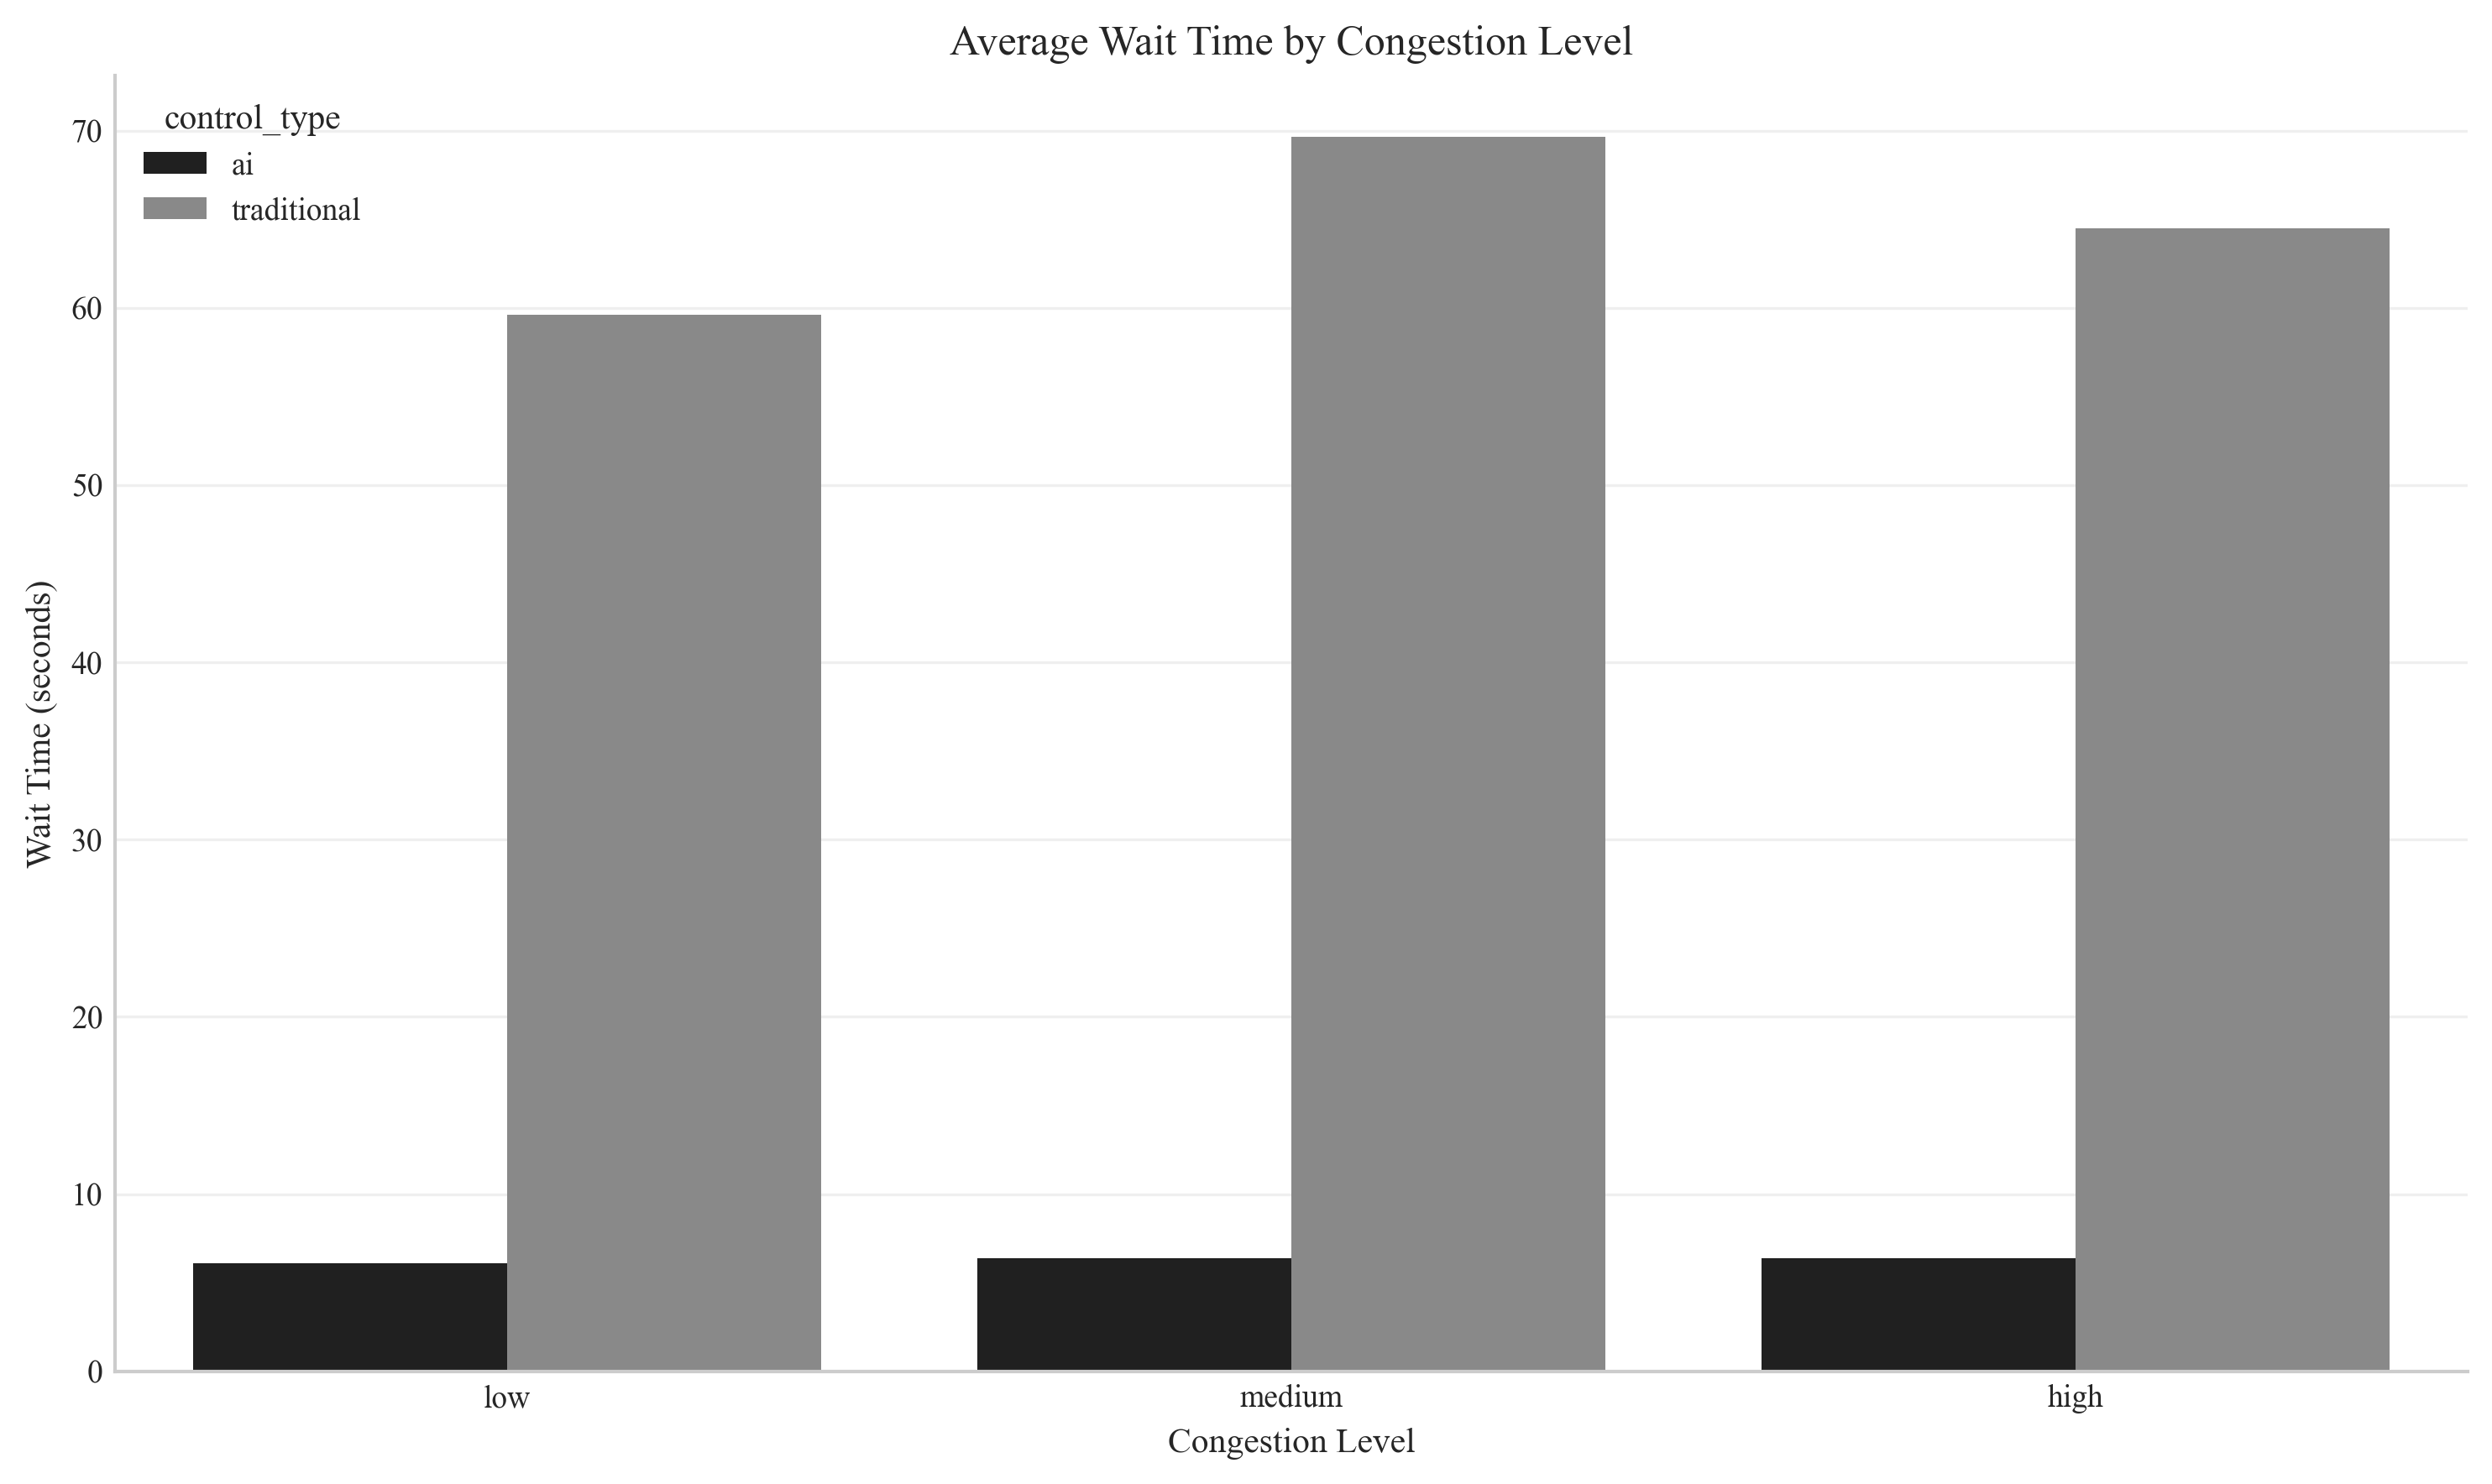 Average Wait Time by Congestion Level
control_type
ai
traditional
70
60
50
40
30
20
10
0
Wait Time (seconds)
low
medium
high
Congestion Level